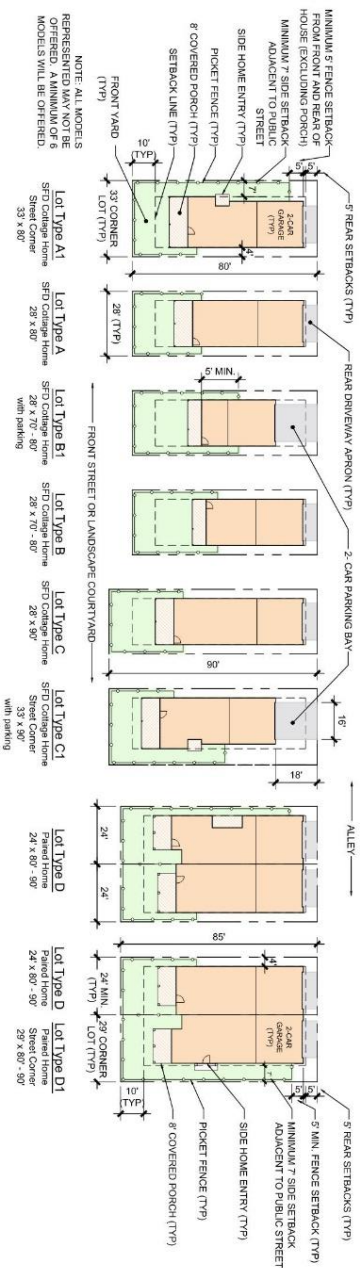 MINIMUM 5' FENCE SETBACK
FROM FRONT AND REAR OF
HOUSE (EXCLUDING PORCH)
MINIMUM 7' SIDE SETBACK
ADJACENT TO PUBLIC
STREET
SIDE HOME ENTRY (TYP)
PICKET FENCE (TYP)
8' COVERED PORCH (TYP)
SETBACK LINE (TYP)
FRONT YARD
(TYP)
NOTE: ALL MODELS
REPRESENTED MAY NOT BE
OFFERED. A MINIMUM OF 6
MODELS WILL BE OFFERED.
5' REAR SETBACKS (TYP)
REAR DRIVEWAY APRON (TYP)
2- CAR PARKING BAY
ALLEY
5' REAR SETBACKS (TYP)
5' MIN. FENCE SETBACK (TYP)
MINIMUM 7' SIDE SETBACK
ADJACENT TO PUBLIC STREET
SIDE HOME ENTRY (TYP)
PICKET FENCE (TYP)
8' COVERED PORCH (TYP)
5'
5'
7'
4'
2-CAR
GARAGE
(TYP)
10'
(TYP)
33' CORNER
LOT (TYP)
80'
28' (TYP)
5' MIN.
FRONT STREET OR LANDSCAPE COURTYARD
90'
16'
18'
24'
24'
85'
4'
24' MIN.
(TYP)
29' CORNER
LOT (TYP)
2-CAR
GARAGE
(TYP)
7'
5'
5'
10'
(TYP)
Lot Type A1
SFD Cottage Home
Street Corner
33' x 80'
Lot Type A
SFD Cottage Home
28' x 80'
Lot Type B1
SFD Cottage Home
28' x 70' - 80'
with parking
Lot Type B
SFD Cottage Home
28' x 70' - 80'
Lot Type C
SFD Cottage Home
28' x 90'
Lot Type C1
SFD Cottage Home
Street Corner
33' x 90'
with parking
Lot Type D
Paired Home
24' x 80' - 90'
Lot Type D
Paired Home
24' x 80' - 90'
Lot Type D1
Paired Home
Street Corner
29' x 80' - 90'